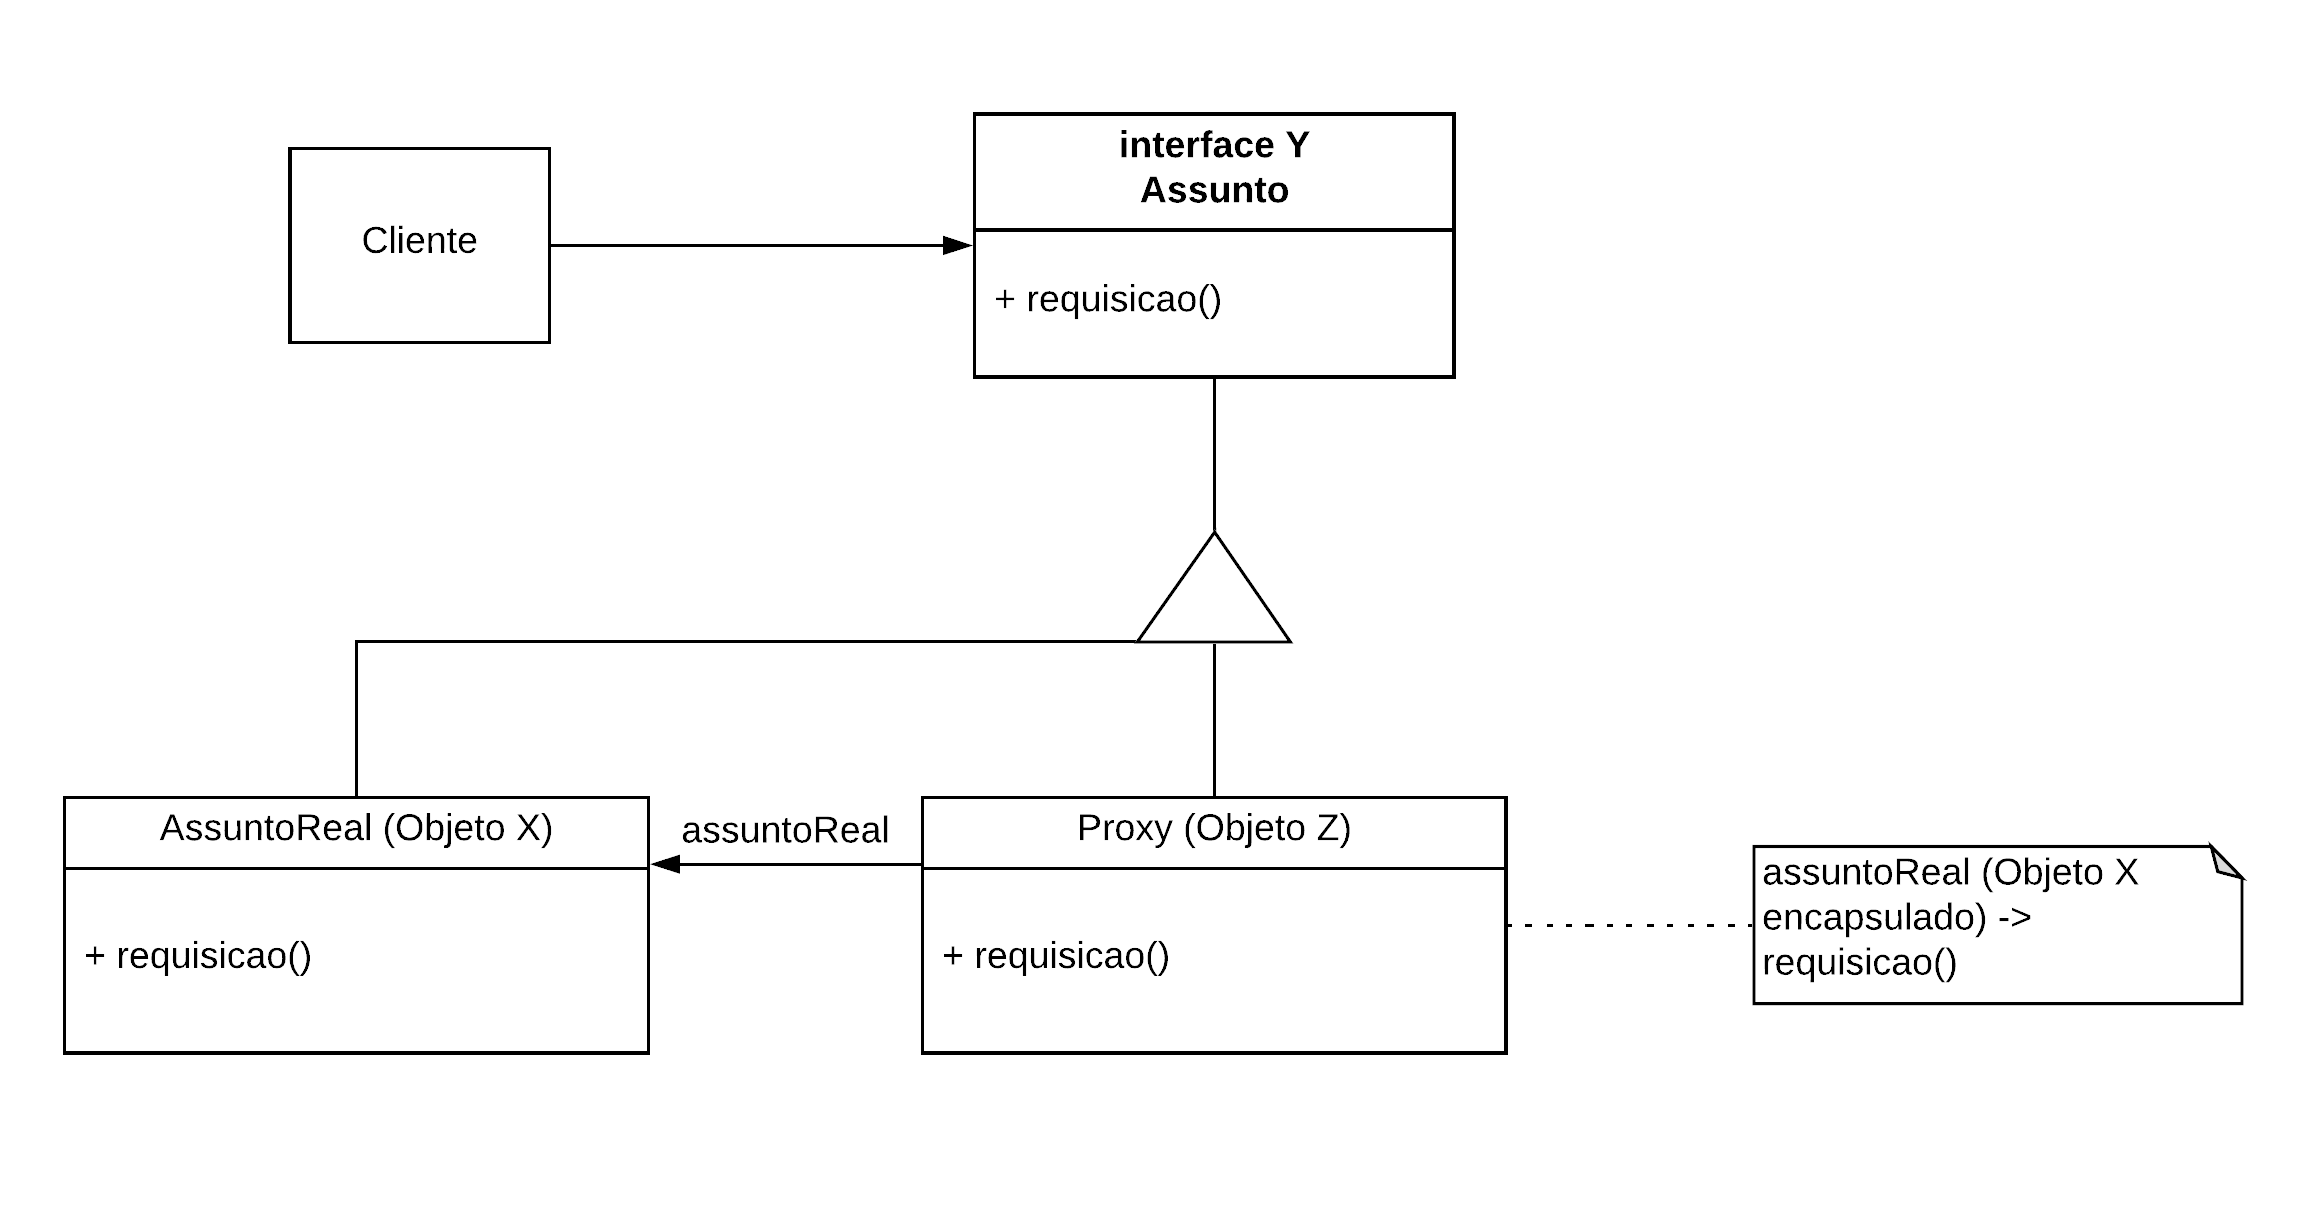 interface Y
Assunto
Cliente
+ requisicao()
AssuntoReal (Objeto X)
assuntoReal
Proxy (Objeto Z)
+ requisicao()
+ requisicao()
assuntoReal (Objeto X
encapsulado) ->
requisicao()